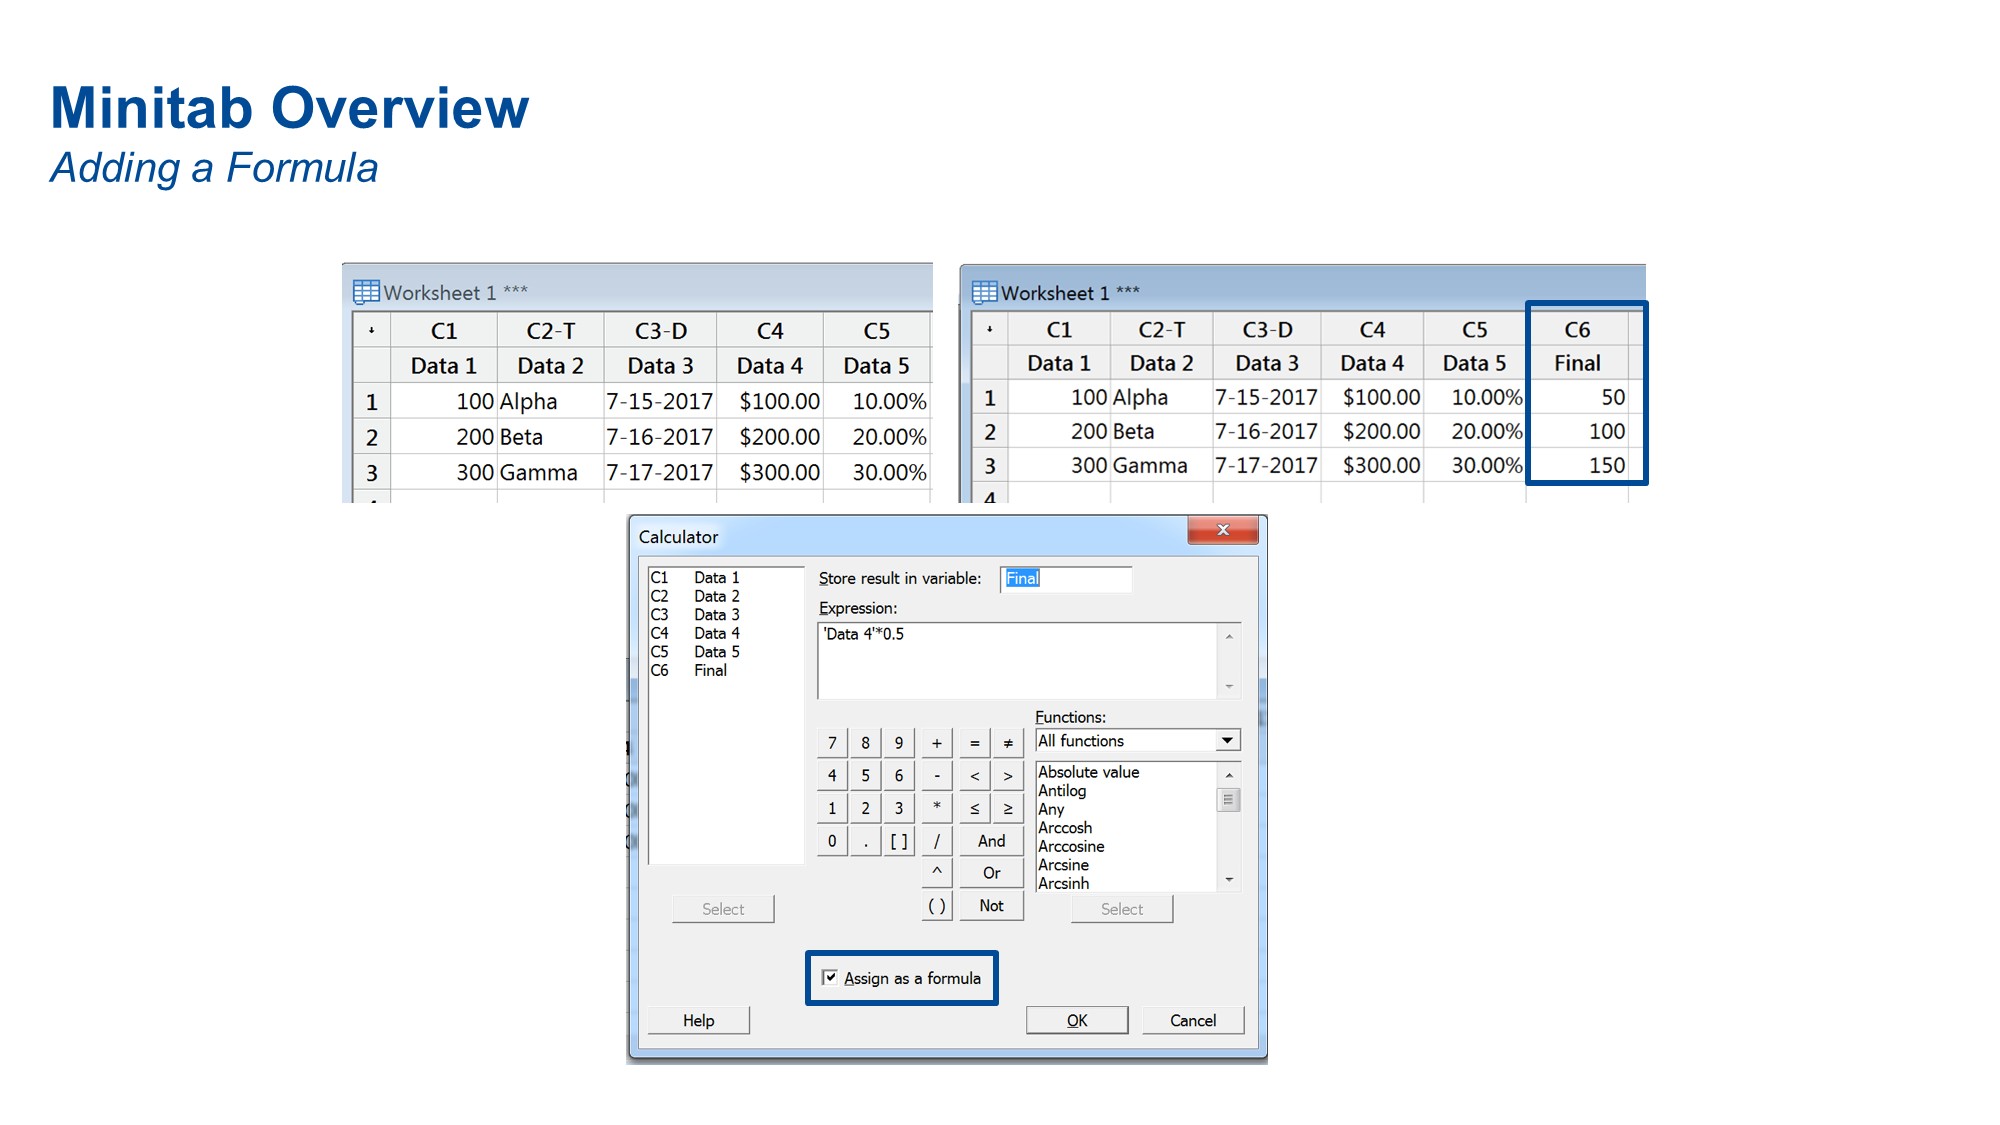 Minitab Overview
Adding a Formula
Worksheet 1 ***
C1 C2-T C3-D C4 C5
Data 1 Data 2 Data 3 Data 4 Data 5
1 100 Alpha 7-15-2017 $100.00 10.00%
2 200 Beta 7-16-2017 $200.00 20.00%
3 300 Gamma 7-17-2017 $300.00 30.00%
Worksheet 1 ***
C1 C2-T C3-D C4 C5 C6
Data 1 Data 2 Data 3 Data 4 Data 5 Final
1 100 Alpha 7-15-2017 $100.00 10.00% 50
2 200 Beta 7-16-2017 $200.00 20.00% 100
3 300 Gamma 7-17-2017 $300.00 30.00% 150
4
Calculator
C1 Data 1
C2 Data 2
C3 Data 3
C4 Data 4
C5 Data 5
C6 Final
Select
Store result in variable: Final
Expression:
'Data 4'*0.5
7 8 9 + = ≠
4 5 6 - < >
1 2 3 * ≤ ≥
0 . [ ] / And
^ Or
( ) Not
Functions:
All functions
Absolute value
Antilog
Any
Arccosh
Arccosine
Arcsine
Arcsinh
Select
Assign as a formula
Help OK Cancel